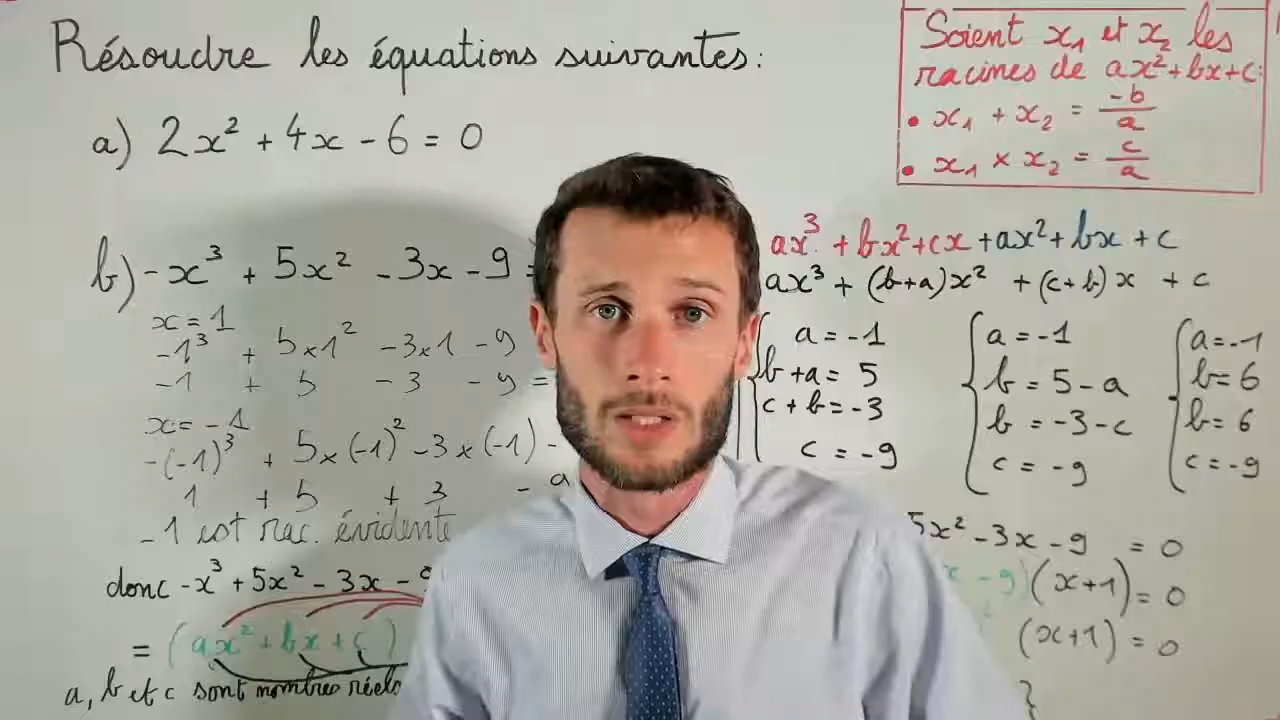 Résoudre les équations suivantes:
a) 2x² + 4x - 6 = 0
Soient x₁ et x₂ les
racines de ax²+bx+c:
• x₁ + x₂ = -b/a
• x₁ × x₂ = c/a
b) -x³ + 5x² - 3x - 9 =
x = 1
-1³ + 5×1² - 3×1 - 9
-1 + 5 - 3 - 9 =
x = -1
-(-1)³ + 5×(-1)² - 3×(-1) -
1 + 5 + 3 - 9
-1 est rac. évidente
donc -x³ + 5x² - 3x - 9
= (ax² + bx + c)
a, b et c sont nombres réels
ax³ + bx² + cx + ax² + bx + c
ax³ + (b+a)x² + (c+b)x + c
a = -1
b + a = 5
c + b = -3
c = -9
a = -1
b = 5 - a
b = -3 - c
c = -9
a = -1
b = 6
b = 6
c = -9
5x² - 3x - 9 = 0
x - 9)(x+1) = 0
(x+1) = 0
}